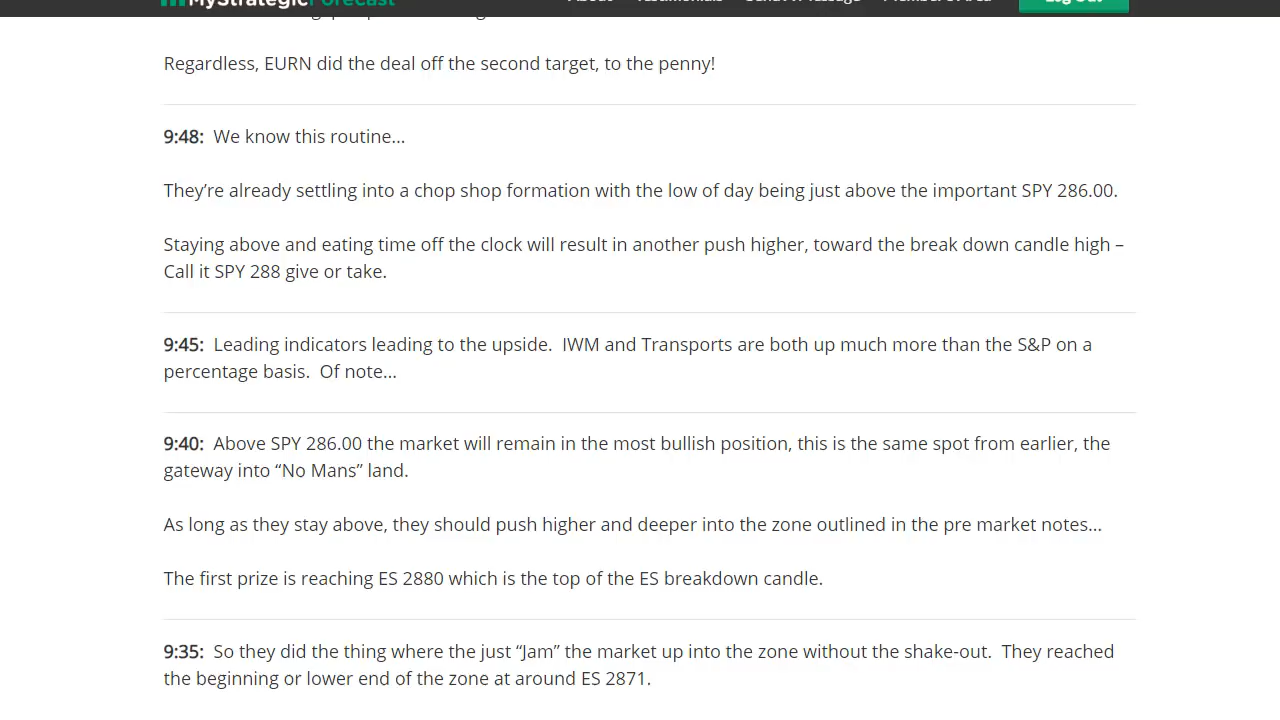 MyStrategicForecast
About Testimonials Send A Message Members Area Log Out
Regardless, EURN did the deal off the second target, to the penny!
9:48: We know this routine…
They’re already settling into a chop shop formation with the low of day being just above the important SPY 286.00.
Staying above and eating time off the clock will result in another push higher, toward the break down candle high –
Call it SPY 288 give or take.
9:45: Leading indicators leading to the upside. IWM and Transports are both up much more than the S&P on a
percentage basis. Of note…
9:40: Above SPY 286.00 the market will remain in the most bullish position, this is the same spot from earlier, the
gateway into “No Mans” land.
As long as they stay above, they should push higher and deeper into the zone outlined in the pre market notes…
The first prize is reaching ES 2880 which is the top of the ES breakdown candle.
9:35: So they did the thing where the just “Jam” the market up into the zone without the shake-out. They reached
the beginning or lower end of the zone at around ES 2871.